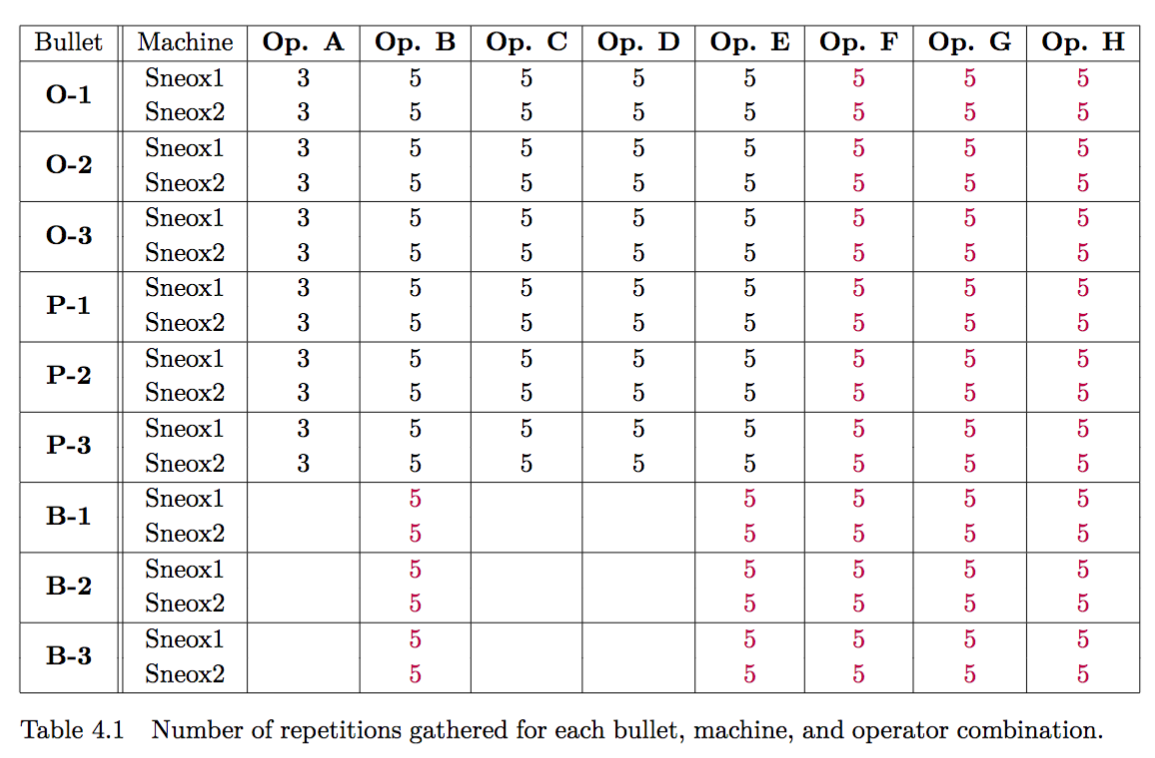 Bullet Machine Op. A Op. B Op. C Op. D Op. E Op. F Op. G Op. H
O-1 Sneox1 3 5 5 5 5 5 5 5
Sneox2 3 5 5 5 5 5 5 5
O-2 Sneox1 3 5 5 5 5 5 5 5
Sneox2 3 5 5 5 5 5 5 5
O-3 Sneox1 3 5 5 5 5 5 5 5
Sneox2 3 5 5 5 5 5 5 5
P-1 Sneox1 3 5 5 5 5 5 5 5
Sneox2 3 5 5 5 5 5 5 5
P-2 Sneox1 3 5 5 5 5 5 5 5
Sneox2 3 5 5 5 5 5 5 5
P-3 Sneox1 3 5 5 5 5 5 5 5
Sneox2 3 5 5 5 5 5 5 5
B-1 Sneox1 5 5 5 5 5
Sneox2 5 5 5 5 5
B-2 Sneox1 5 5 5 5 5
Sneox2 5 5 5 5 5
B-3 Sneox1 5 5 5 5 5
Sneox2 5 5 5 5 5
Table 4.1 Number of repetitions gathered for each bullet, machine, and operator combination.